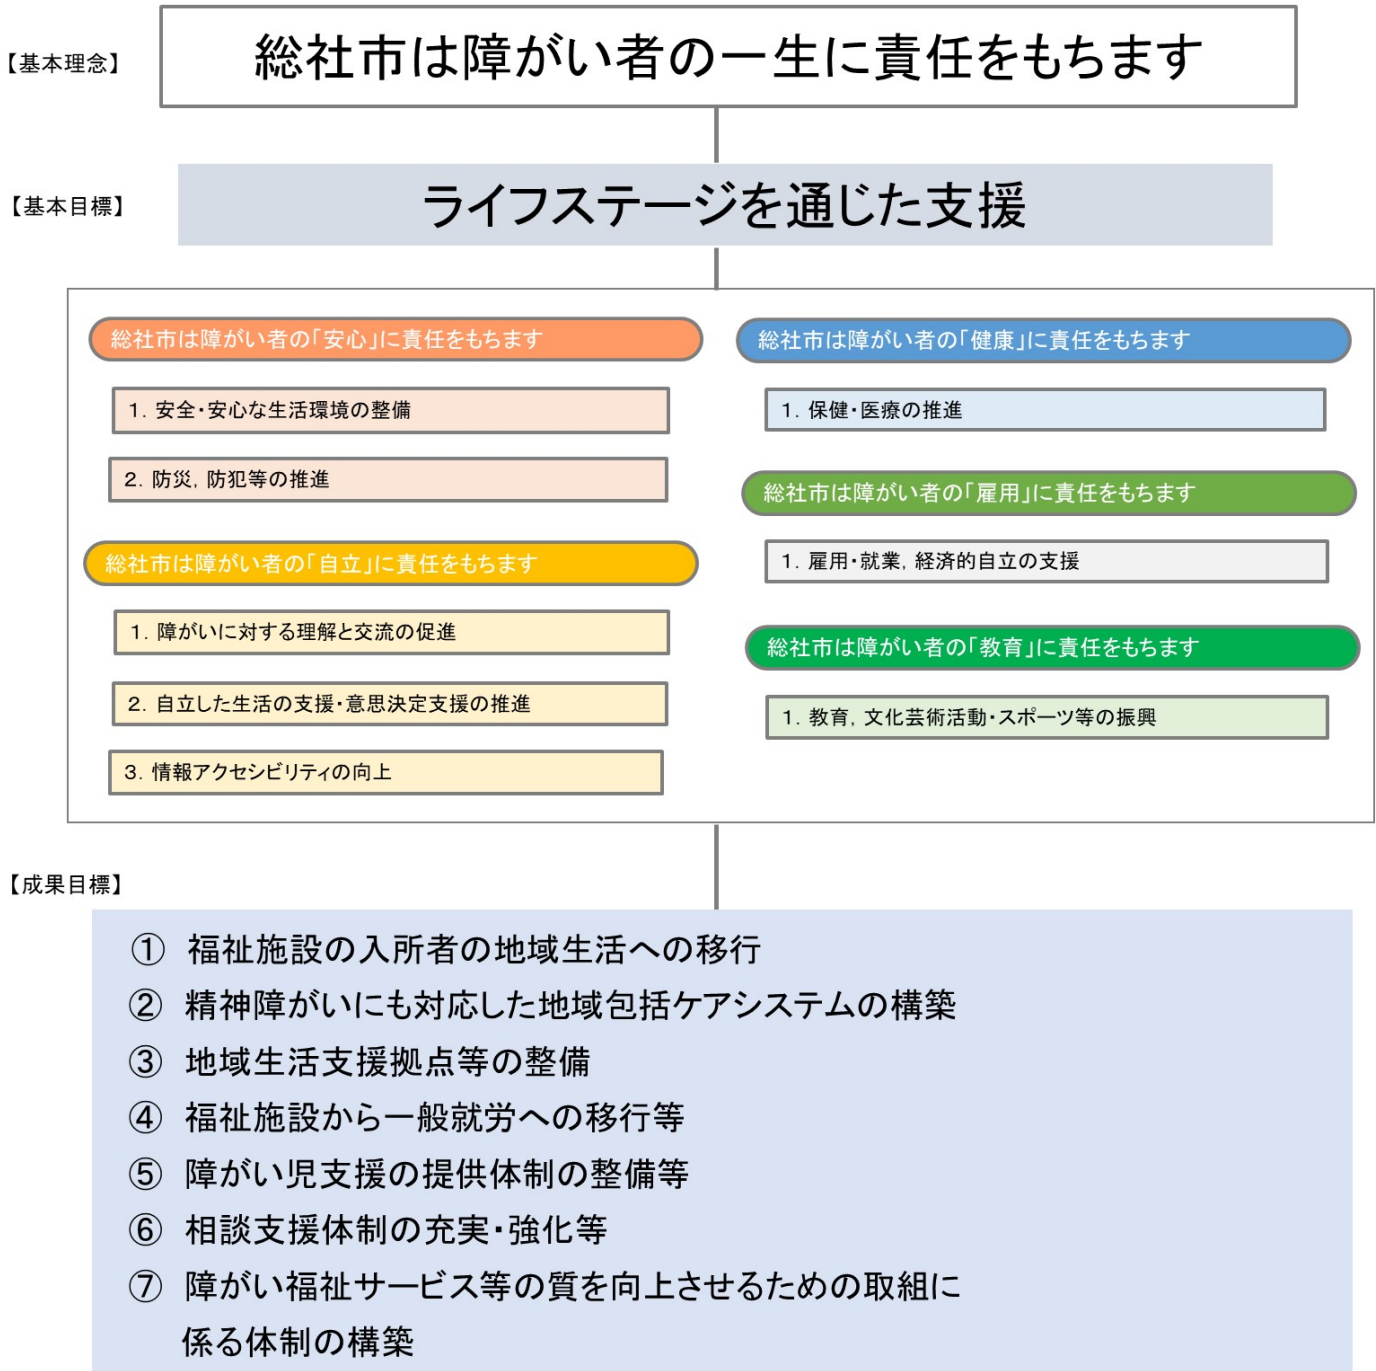 【基本理念】
総社市は障がい者の一生に責任をもちます
【基本目標】
ライフステージを通じた支援
総社市は障がい者の「安心」に責任をもちます
1. 安全・安心な生活環境の整備
2. 防災, 防犯等の推進
総社市は障がい者の「自立」に責任をもちます
1. 障がいに対する理解と交流の促進
2. 自立した生活の支援・意思決定支援の推進
3. 情報アクセシビリティの向上
総社市は障がい者の「健康」に責任をもちます
1. 保健・医療の推進
総社市は障がい者の「雇用」に責任をもちます
1. 雇用・就業, 経済的自立の支援
総社市は障がい者の「教育」に責任をもちます
1. 教育, 文化芸術活動・スポーツ等の振興
【成果目標】
① 福祉施設の入所者の地域生活への移行
② 精神障がいにも対応した地域包括ケアシステムの構築
③ 地域生活支援拠点等の整備
④ 福祉施設から一般就労への移行等
⑤ 障がい児支援の提供体制の整備等
⑥ 相談支援体制の充実・強化等
⑦ 障がい福祉サービス等の質を向上させるための取組に
係る体制の構築